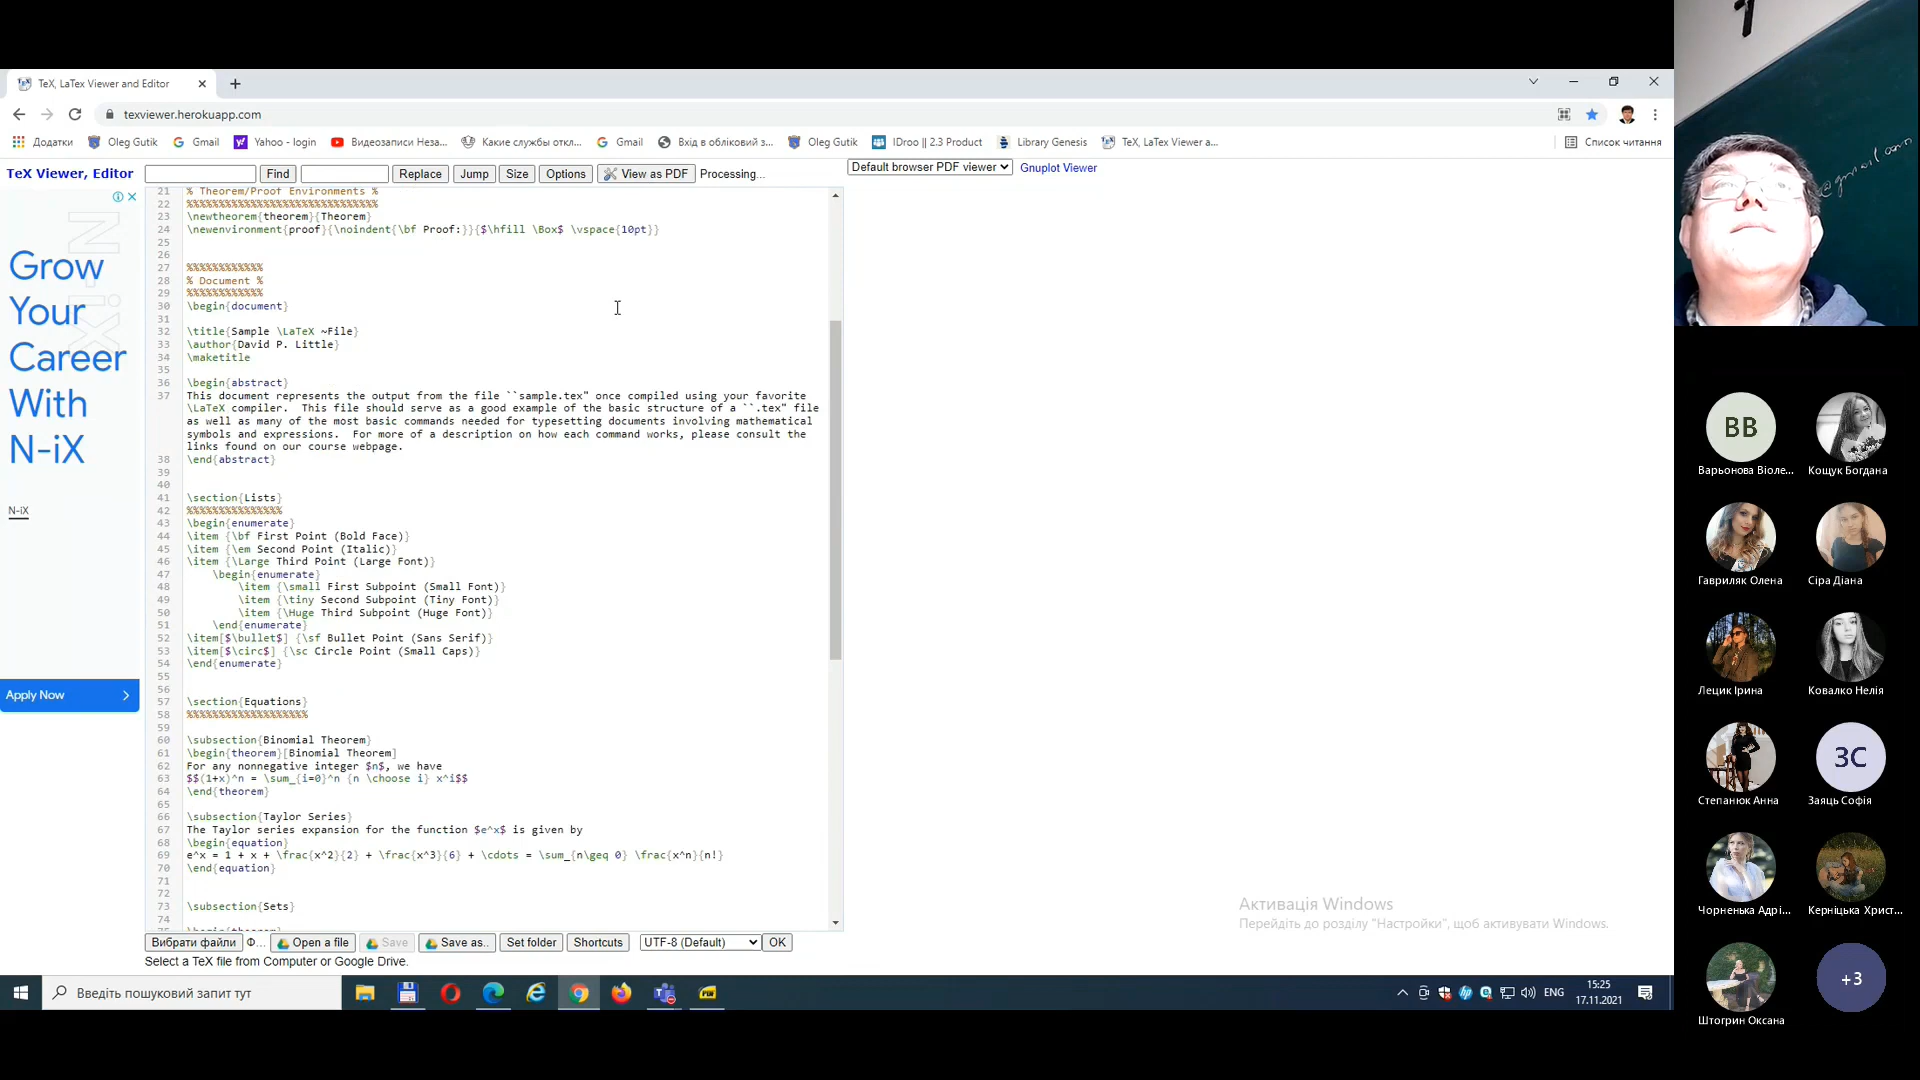 TeX, LaTex Viewer and Editor
texviewer.herokuapp.com
Додатки Oleg Gutik Gmail Yahoo - login Видеозаписи Неза... Какие службы откл... Gmail Вхід в обліковий з... Oleg Gutik IDroo || 2.3 Product Library Genesis TeX, LaTex Viewer a... Список читання
TeX Viewer, Editor Find Replace Jump Size Options View as PDF Processing... Default browser PDF viewer Gnuplot Viewer
Grow
Your
Career
With
N-iX
N-iX
Apply Now
21 % Theorem/Proof Environments %
22 %%%%%%%%%%%%%%%%%%%%%%%%%%%%%%
23 \newtheorem{theorem}{Theorem}
24 \newenvironment{proof}{\noindent{\bf Proof:}}{$\hfill \Box$ \vspace{10pt}}
25
26
27 %%%%%%%%%%%%
28 % Document %
29 %%%%%%%%%%%%
30 \begin{document}
31
32 \title{Sample \LaTeX ~File}
33 \author{David P. Little}
34 \maketitle
35
36 \begin{abstract}
37 This document represents the output from the file ``sample.tex" once compiled using your favorite
\LaTeX compiler.  This file should serve as a good example of the basic structure of a ``.tex" file
as well as many of the most basic commands needed for typesetting documents involving mathematical
symbols and expressions.  For more of a description on how each command works, please consult the
links found on our course webpage.
38 \end{abstract}
39
40
41 \section{Lists}
42 %%%%%%%%%%%%%%%
43 \begin{enumerate}
44 \item {\bf First Point (Bold Face)}
45 \item {\em Second Point (Italic)}
46 \item {\Large Third Point (Large Font)}
47     \begin{enumerate}
48         \item {\small First Subpoint (Small Font)}
49         \item {\tiny Second Subpoint (Tiny Font)}
50         \item {\Huge Third Subpoint (Huge Font)}
51     \end{enumerate}
52 \item[$\bullet$] {\sf Bullet Point (Sans Serif)}
53 \item[$\circ$] {\sc Circle Point (Small Caps)}
54 \end{enumerate}
55
56
57 \section{Equations}
58 %%%%%%%%%%%%%%%%%%%
59
60 \subsection{Binomial Theorem}
61 \begin{theorem}[Binomial Theorem]
62 For any nonnegative integer $n$, we have
63 $$(1+x)^n = \sum_{i=0}^n {n \choose i} x^i$$
64 \end{theorem}
65
66 \subsection{Taylor Series}
67 The Taylor series expansion for the function $e^x$ is given by
68 \begin{equation}
69 e^x = 1 + x + \frac{x^2}{2} + \frac{x^3}{6} + \cdots = \sum_{n\geq 0} \frac{x^n}{n!}
70 \end{equation}
71
72
73 \subsection{Sets}
74
Активація Windows
Перейдіть до розділу "Настройки", щоб активувати Windows.
Вибрати файли Ф... Open a file Save Save as.. Set folder Shortcuts UTF-8 (Default) OK
Select a TeX file from Computer or Google Drive.
Введіть пошуковий запит тут
ENG
15:25
17.11.2021
@gmail.com
ВВ
Варьонова Віоле... Кощук Богдана
Гавриляк Олена Сіра Діана
Лецик Ірина Ковалко Нелія
ЗС
Степанюк Анна Заяць Софія
Чорненька Адрі... Керніцька Христ...
+3
Штогрин Оксана